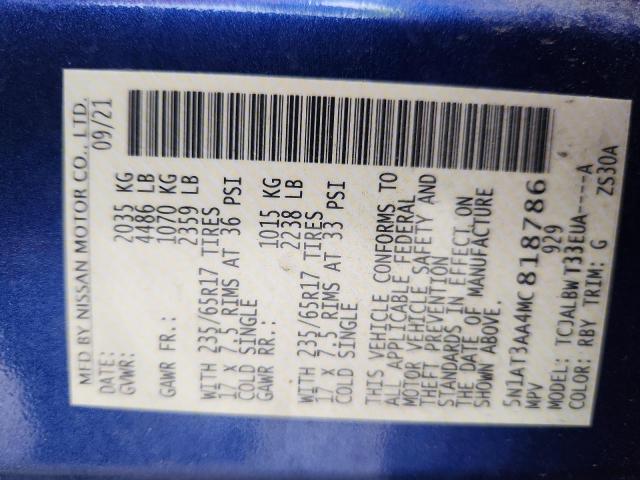 MFD BY NISSAN MOTOR CO., LTD.
DATE: 09/21
GVWR: 2035 KG
4486 LB
GAWR FR.: 1070 KG
2359 LB
WITH 235/65R17 TIRES
17 x 7.5 RIMS AT 36 PSI
COLD SINGLE
GAWR RR.: 1015 KG
2238 LB
WITH 235/65R17 TIRES
17 x 7.5 RIMS AT 33 PSI
COLD SINGLE
THIS VEHICLE CONFORMS TO
ALL APPLICABLE FEDERAL
MOTOR VEHICLE SAFETY AND
THEFT PREVENTION
STANDARDS IN EFFECT ON
THE DATE OF MANUFACTURE
SHOWN ABOVE.
5N1AT3AA4MC818786
MPV 929
MODEL: TCJALBWT33EUA----A
COLOR: RBY TRIM: G ZS30A